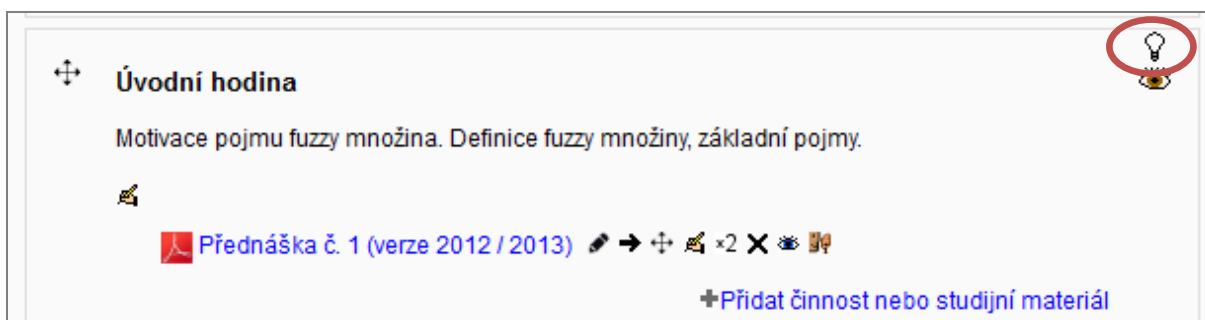 Úvodní hodina
Motivace pojmu fuzzy množina. Definice fuzzy množiny, základní pojmy.
Přednáška č. 1 (verze 2012 / 2013) ×2
Přidat činnost nebo studijní materiál